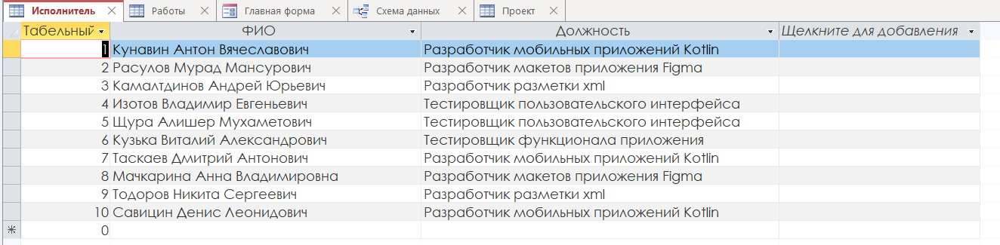 Исполнитель Работы Главная форма Схема данных Проект
Табельный ФИО Должность Щелкните для добавления
1 Кунавин Антон Вячеславович Разработчик мобильных приложений Kotlin
2 Расулов Мурад Мансурович Разработчик макетов приложения Figma
3 Камалтдинов Андрей Юрьевич Разработчик разметки xml
4 Изотов Владимир Евгеньевич Тестировщик пользовательского интерфейса
5 Щура Алишер Мухаметович Тестировщик пользовательского интерфейса
6 Кузька Виталий Александрович Тестировщик функционала приложения
7 Таскаев Дмитрий Антонович Разработчик мобильных приложений Kotlin
8 Мачкарина Анна Владимировна Разработчик макетов приложения Figma
9 Тодоров Никита Сергеевич Разработчик разметки xml
10 Савицин Денис Леонидович Разработчик мобильных приложений Kotlin
0